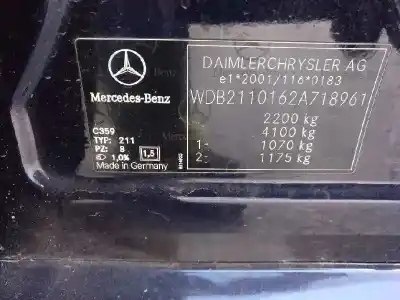 DAIMLERCHRYSLER AG
e1*2001/116*0183
WDB2110162A718961
2200 kg
4100 kg
1- 1070 kg
2- 1175 kg
Mercedes-Benz
C359
TYP: 211
PZ: 8
1,0% 1,5
Made in Germany